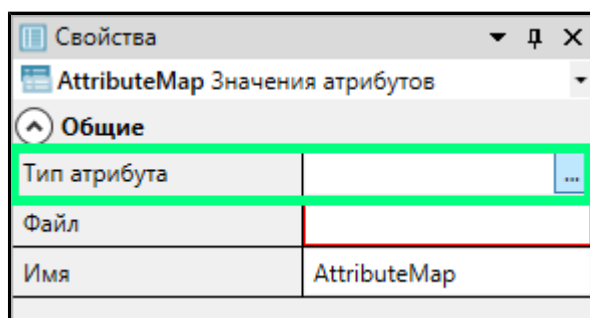 Свойства
AttributeMap Значения атрибутов
Общие
Тип атрибута ...
Файл
Имя AttributeMap